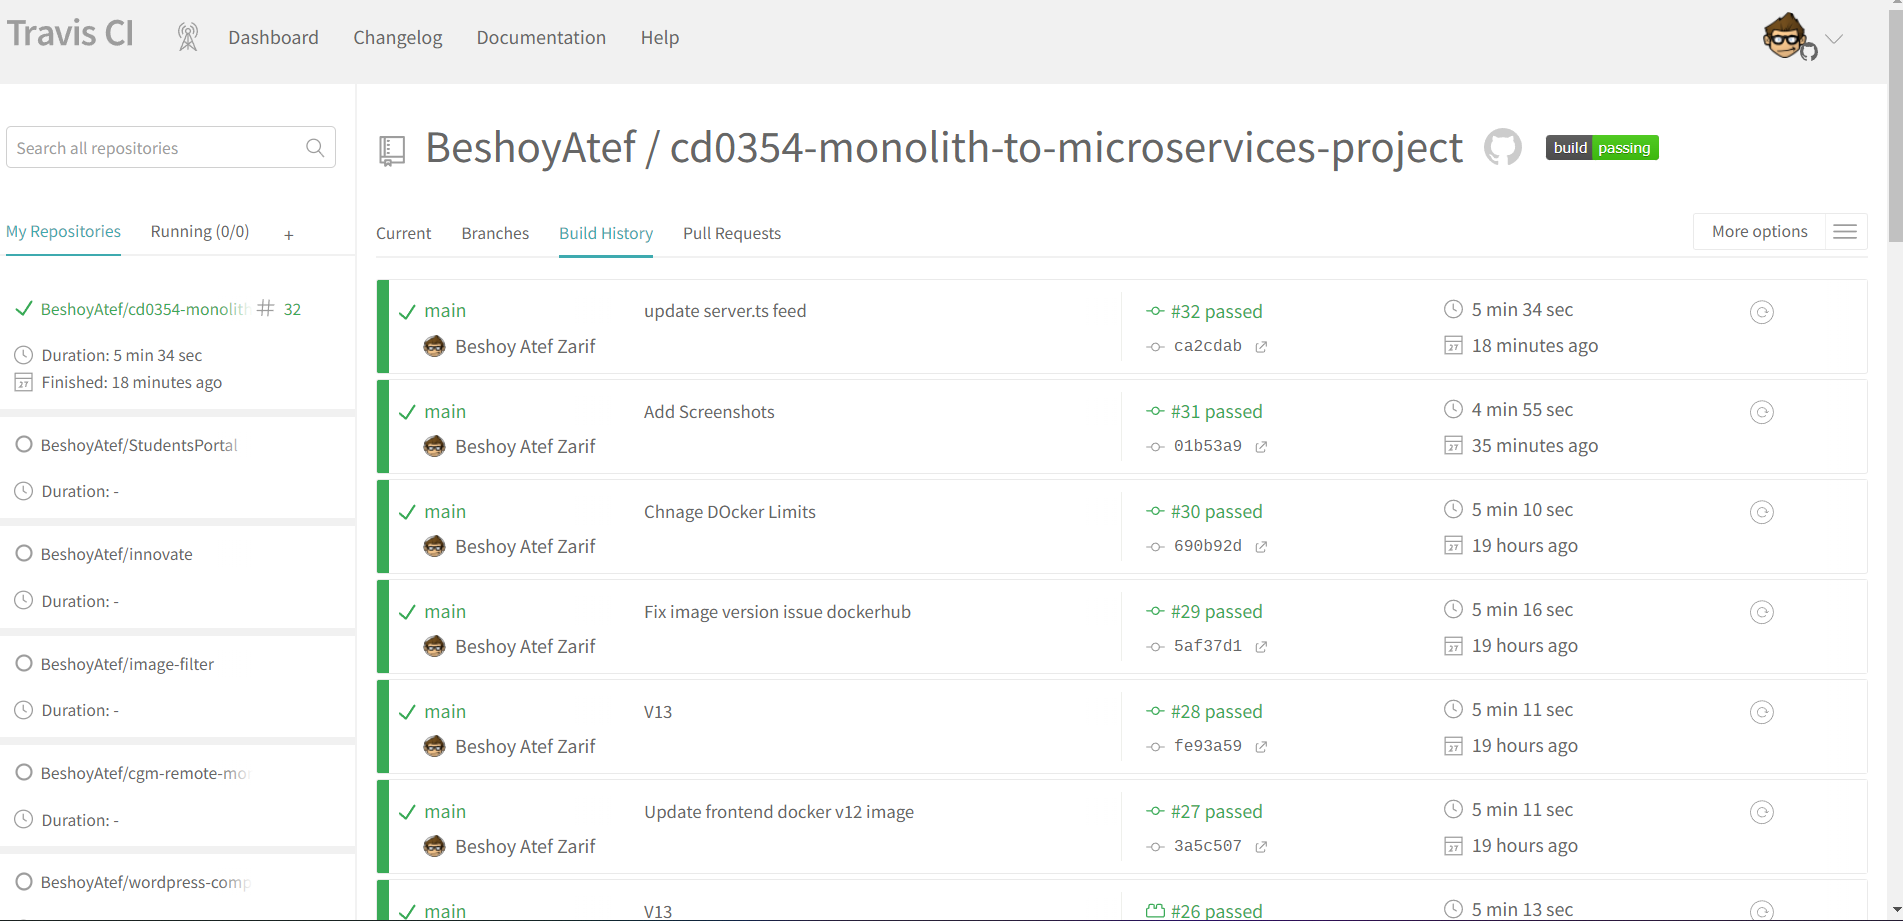 Travis CI
Dashboard Changelog Documentation Help
Search all repositories
My Repositories Running (0/0) +
BeshoyAtef/cd0354-monolith # 32
Duration: 5 min 34 sec
Finished: 18 minutes ago
BeshoyAtef/StudentsPortal
Duration: -
BeshoyAtef/innovate
Duration: -
BeshoyAtef/image-filter
Duration: -
BeshoyAtef/cgm-remote-mo
Duration: -
BeshoyAtef/wordpress-comp
BeshoyAtef / cd0354-monolith-to-microservices-project build passing
Current Branches Build History Pull Requests
More options
main update server.ts feed #32 passed 5 min 34 sec
Beshoy Atef Zarif ca2cdab 18 minutes ago
main Add Screenshots #31 passed 4 min 55 sec
Beshoy Atef Zarif 01b53a9 35 minutes ago
main Chnage DOcker Limits #30 passed 5 min 10 sec
Beshoy Atef Zarif 690b92d 19 hours ago
main Fix image version issue dockerhub #29 passed 5 min 16 sec
Beshoy Atef Zarif 5af37d1 19 hours ago
main V13 #28 passed 5 min 11 sec
Beshoy Atef Zarif fe93a59 19 hours ago
main Update frontend docker v12 image #27 passed 5 min 11 sec
Beshoy Atef Zarif 3a5c507 19 hours ago
main V13 #26 passed 5 min 13 sec